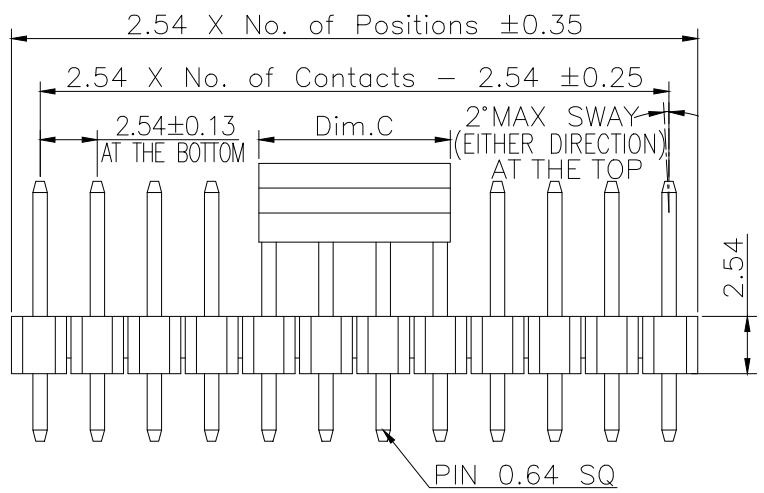 2.54 X No. of Positions ±0.35
2.54 X No. of Contacts - 2.54 ±0.25
2.54±0.13
AT THE BOTTOM
Dim.C
2°MAX SWAY
(EITHER DIRECTION)
AT THE TOP
2.54
PIN 0.64 SQ